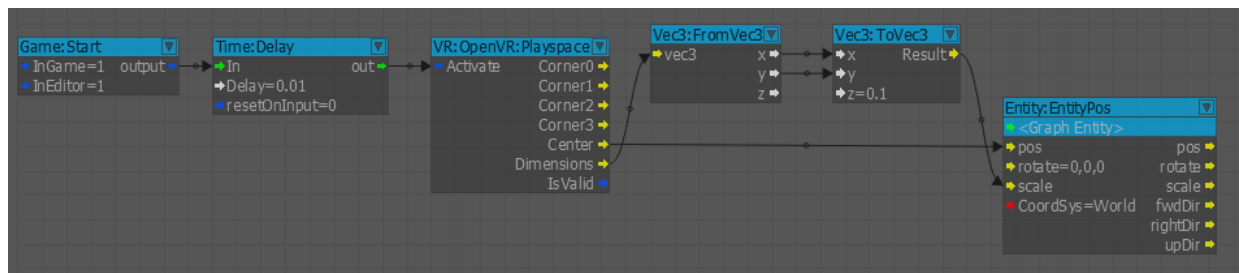 Game:Start
InGame=1 output
InEditor=1
Time:Delay
In out
Delay=0.01
resetOnInput=0
VR:OpenVR:Playspace
Activate Corner0
Corner1
Corner2
Corner3
Center
Dimensions
IsValid
Vec3:FromVec3
vec3 x
y
z
Vec3:ToVec3
x Result
y
z=0.1
Entity:EntityPos
<Graph Entity>
pos pos
rotate=0,0,0 rotate
scale scale
CoordSys=World fwdDir
rightDir
upDir